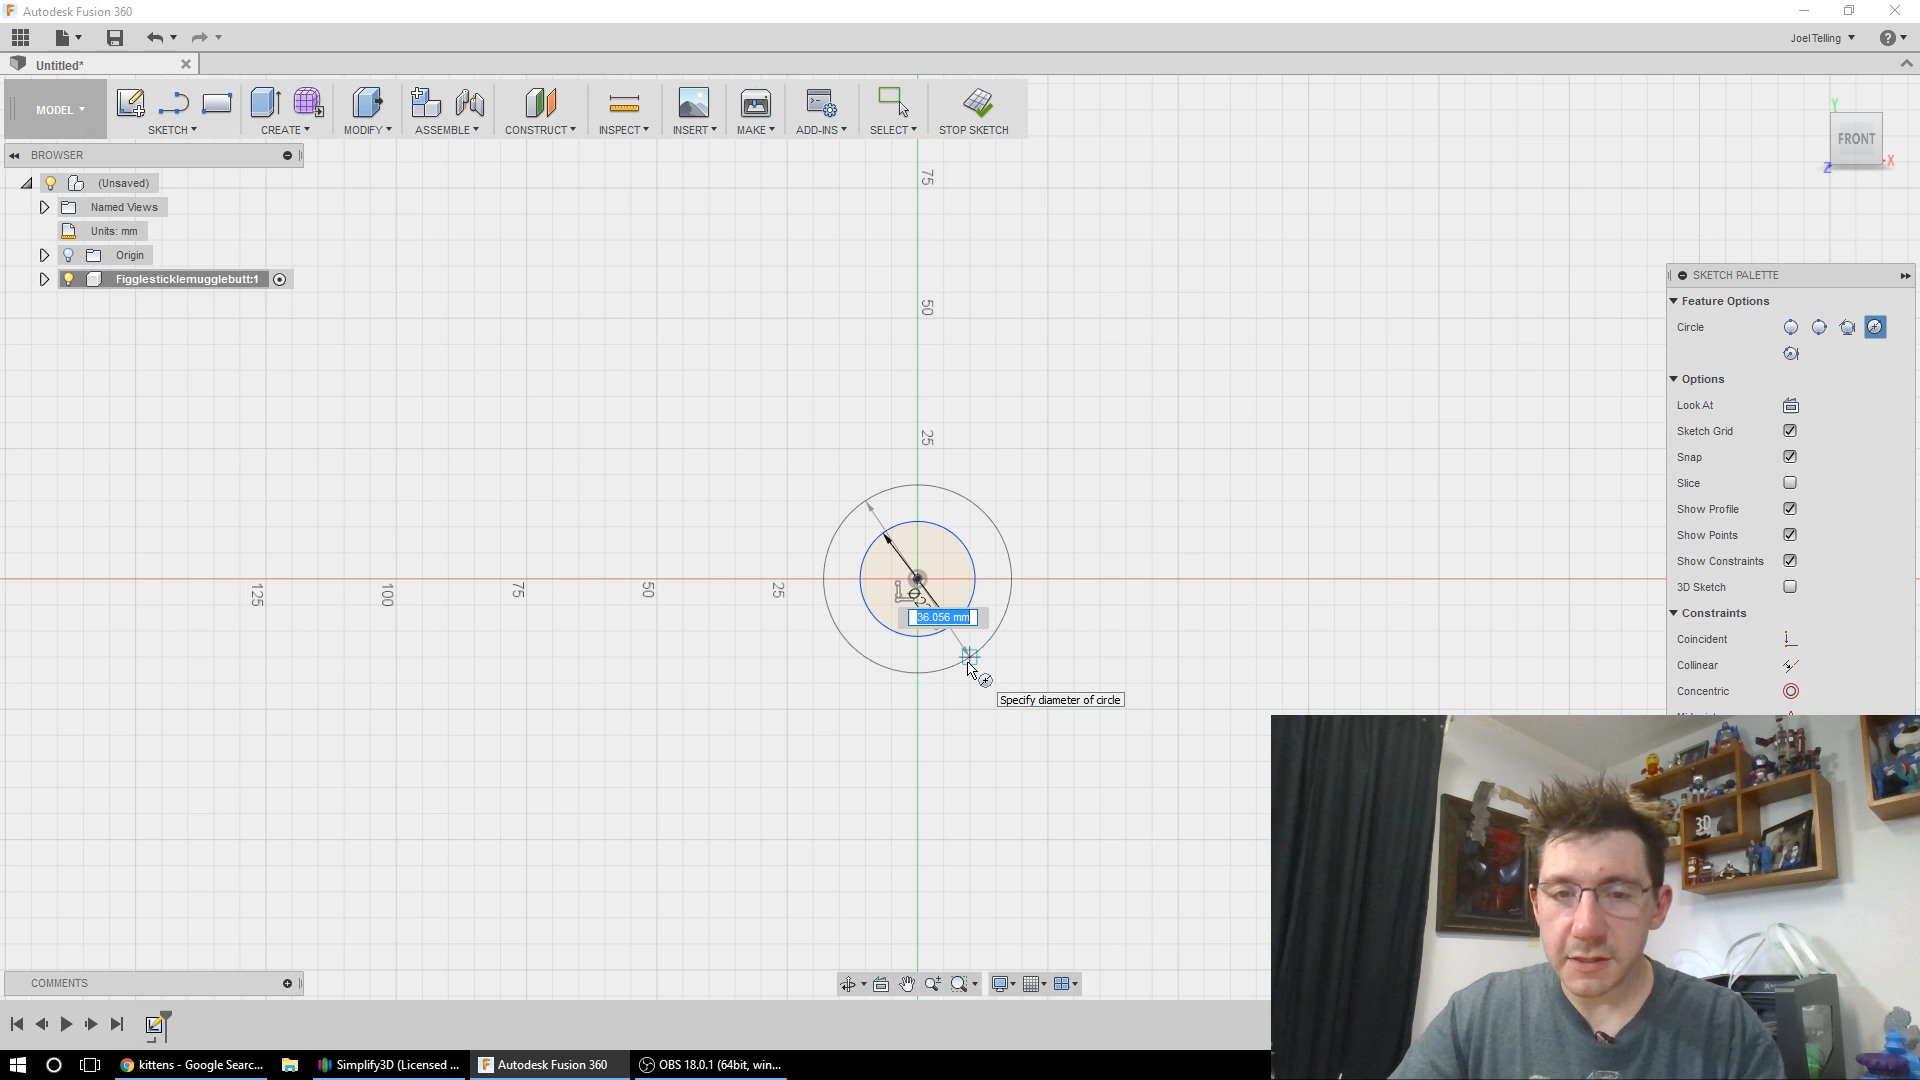 Autodesk Fusion 360
Joel Telling
Untitled*
MODEL
SKETCH
CREATE
MODIFY
ASSEMBLE
CONSTRUCT
INSPECT
INSERT
MAKE
ADD-INS
SELECT
STOP SKETCH
Y
FRONT
X
Z
BROWSER
(Unsaved)
Named Views
Units: mm
Origin
Figglesticklemugglebutt:1
75
50
25
125
100
75
50
25
36.056 mm
Specify diameter of circle
SKETCH PALETTE
Feature Options
Circle
Options
Look At
Sketch Grid
Snap
Slice
Show Profile
Show Points
Show Constraints
3D Sketch
Constraints
Coincident
Collinear
Concentric
3D
COMMENTS
kittens - Google Searc...
Simplify3D (Licensed ...
Autodesk Fusion 360
OBS 18.0.1 (64bit, win...